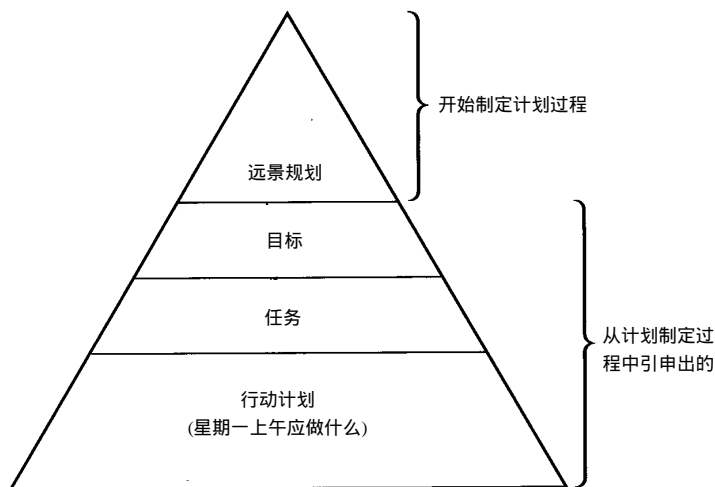 开始制定计划过程
远景规划
目标
任务
从计划制定过
程中引申出的
行动计划
(星期一上午应做什么)